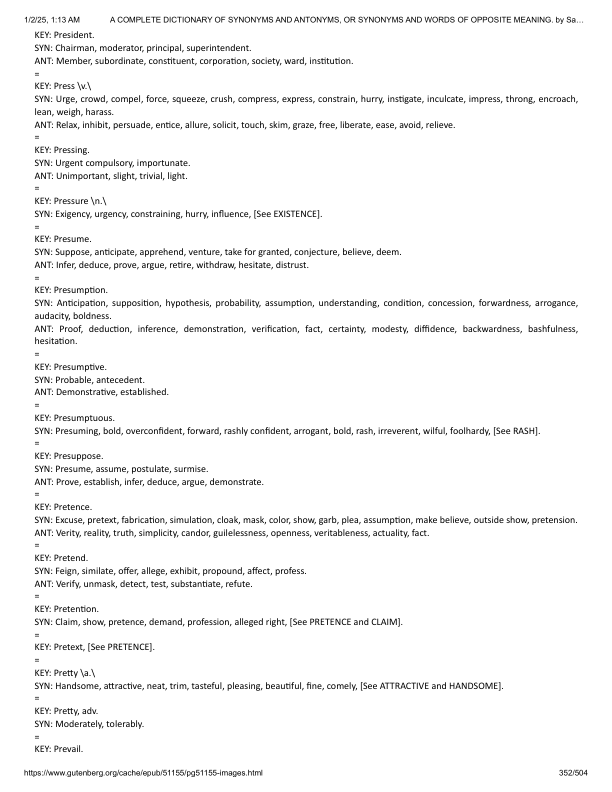 1/2/25, 1:13 AM A COMPLETE DICTIONARY OF SYNONYMS AND ANTONYMS, OR SYNONYMS AND WORDS OF OPPOSITE MEANING. by Sa…
KEY: President.
SYN: Chairman, moderator, principal, superintendent.
ANT: Member, subordinate, constituent, corporation, society, ward, institution.
=
KEY: Press \v.\
SYN: Urge, crowd, compel, force, squeeze, crush, compress, express, constrain, hurry, instigate, inculcate, impress, throng, encroach,
lean, weigh, harass.
ANT: Relax, inhibit, persuade, entice, allure, solicit, touch, skim, graze, free, liberate, ease, avoid, relieve.
=
KEY: Pressing.
SYN: Urgent compulsory, importunate.
ANT: Unimportant, slight, trivial, light.
=
KEY: Pressure \n.\
SYN: Exigency, urgency, constraining, hurry, influence, [See EXISTENCE].
=
KEY: Presume.
SYN: Suppose, anticipate, apprehend, venture, take for granted, conjecture, believe, deem.
ANT: Infer, deduce, prove, argue, retire, withdraw, hesitate, distrust.
=
KEY: Presumption.
SYN: Anticipation, supposition, hypothesis, probability, assumption, understanding, condition, concession, forwardness, arrogance,
audacity, boldness.
ANT: Proof, deduction, inference, demonstration, verification, fact, certainty, modesty, diffidence, backwardness, bashfulness,
hesitation.
=
KEY: Presumptive.
SYN: Probable, antecedent.
ANT: Demonstrative, established.
=
KEY: Presumptuous.
SYN: Presuming, bold, overconfident, forward, rashly confident, arrogant, bold, rash, irreverent, wilful, foolhardy, [See RASH].
=
KEY: Presuppose.
SYN: Presume, assume, postulate, surmise.
ANT: Prove, establish, infer, deduce, argue, demonstrate.
=
KEY: Pretence.
SYN: Excuse, pretext, fabrication, simulation, cloak, mask, color, show, garb, plea, assumption, make believe, outside show, pretension.
ANT: Verity, reality, truth, simplicity, candor, guilelessness, openness, veritableness, actuality, fact.
=
KEY: Pretend.
SYN: Feign, similate, offer, allege, exhibit, propound, affect, profess.
ANT: Verify, unmask, detect, test, substantiate, refute.
=
KEY: Pretention.
SYN: Claim, show, pretence, demand, profession, alleged right, [See PRETENCE and CLAIM].
=
KEY: Pretext, [See PRETENCE].
=
KEY: Pretty \a.\
SYN: Handsome, attractive, neat, trim, tasteful, pleasing, beautiful, fine, comely, [See ATTRACTIVE and HANDSOME].
=
KEY: Pretty, adv.
SYN: Moderately, tolerably.
=
KEY: Prevail.
https://www.gutenberg.org/cache/epub/51155/pg51155-images.html 352/504